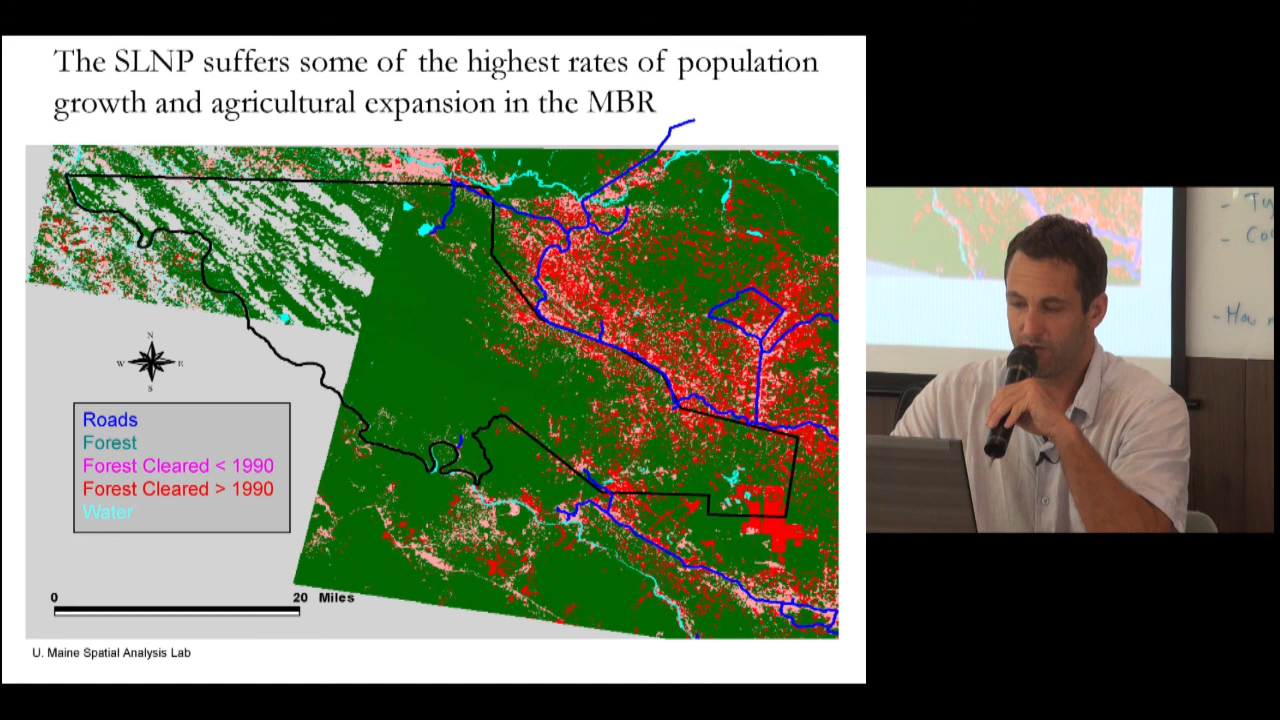 The SLNP suffers some of the highest rates of population
growth and agricultural expansion in the MBR
N
W E
S
Roads
Forest
Forest Cleared < 1990
Forest Cleared > 1990
Water
0 20 Miles
U. Maine Spatial Analysis Lab